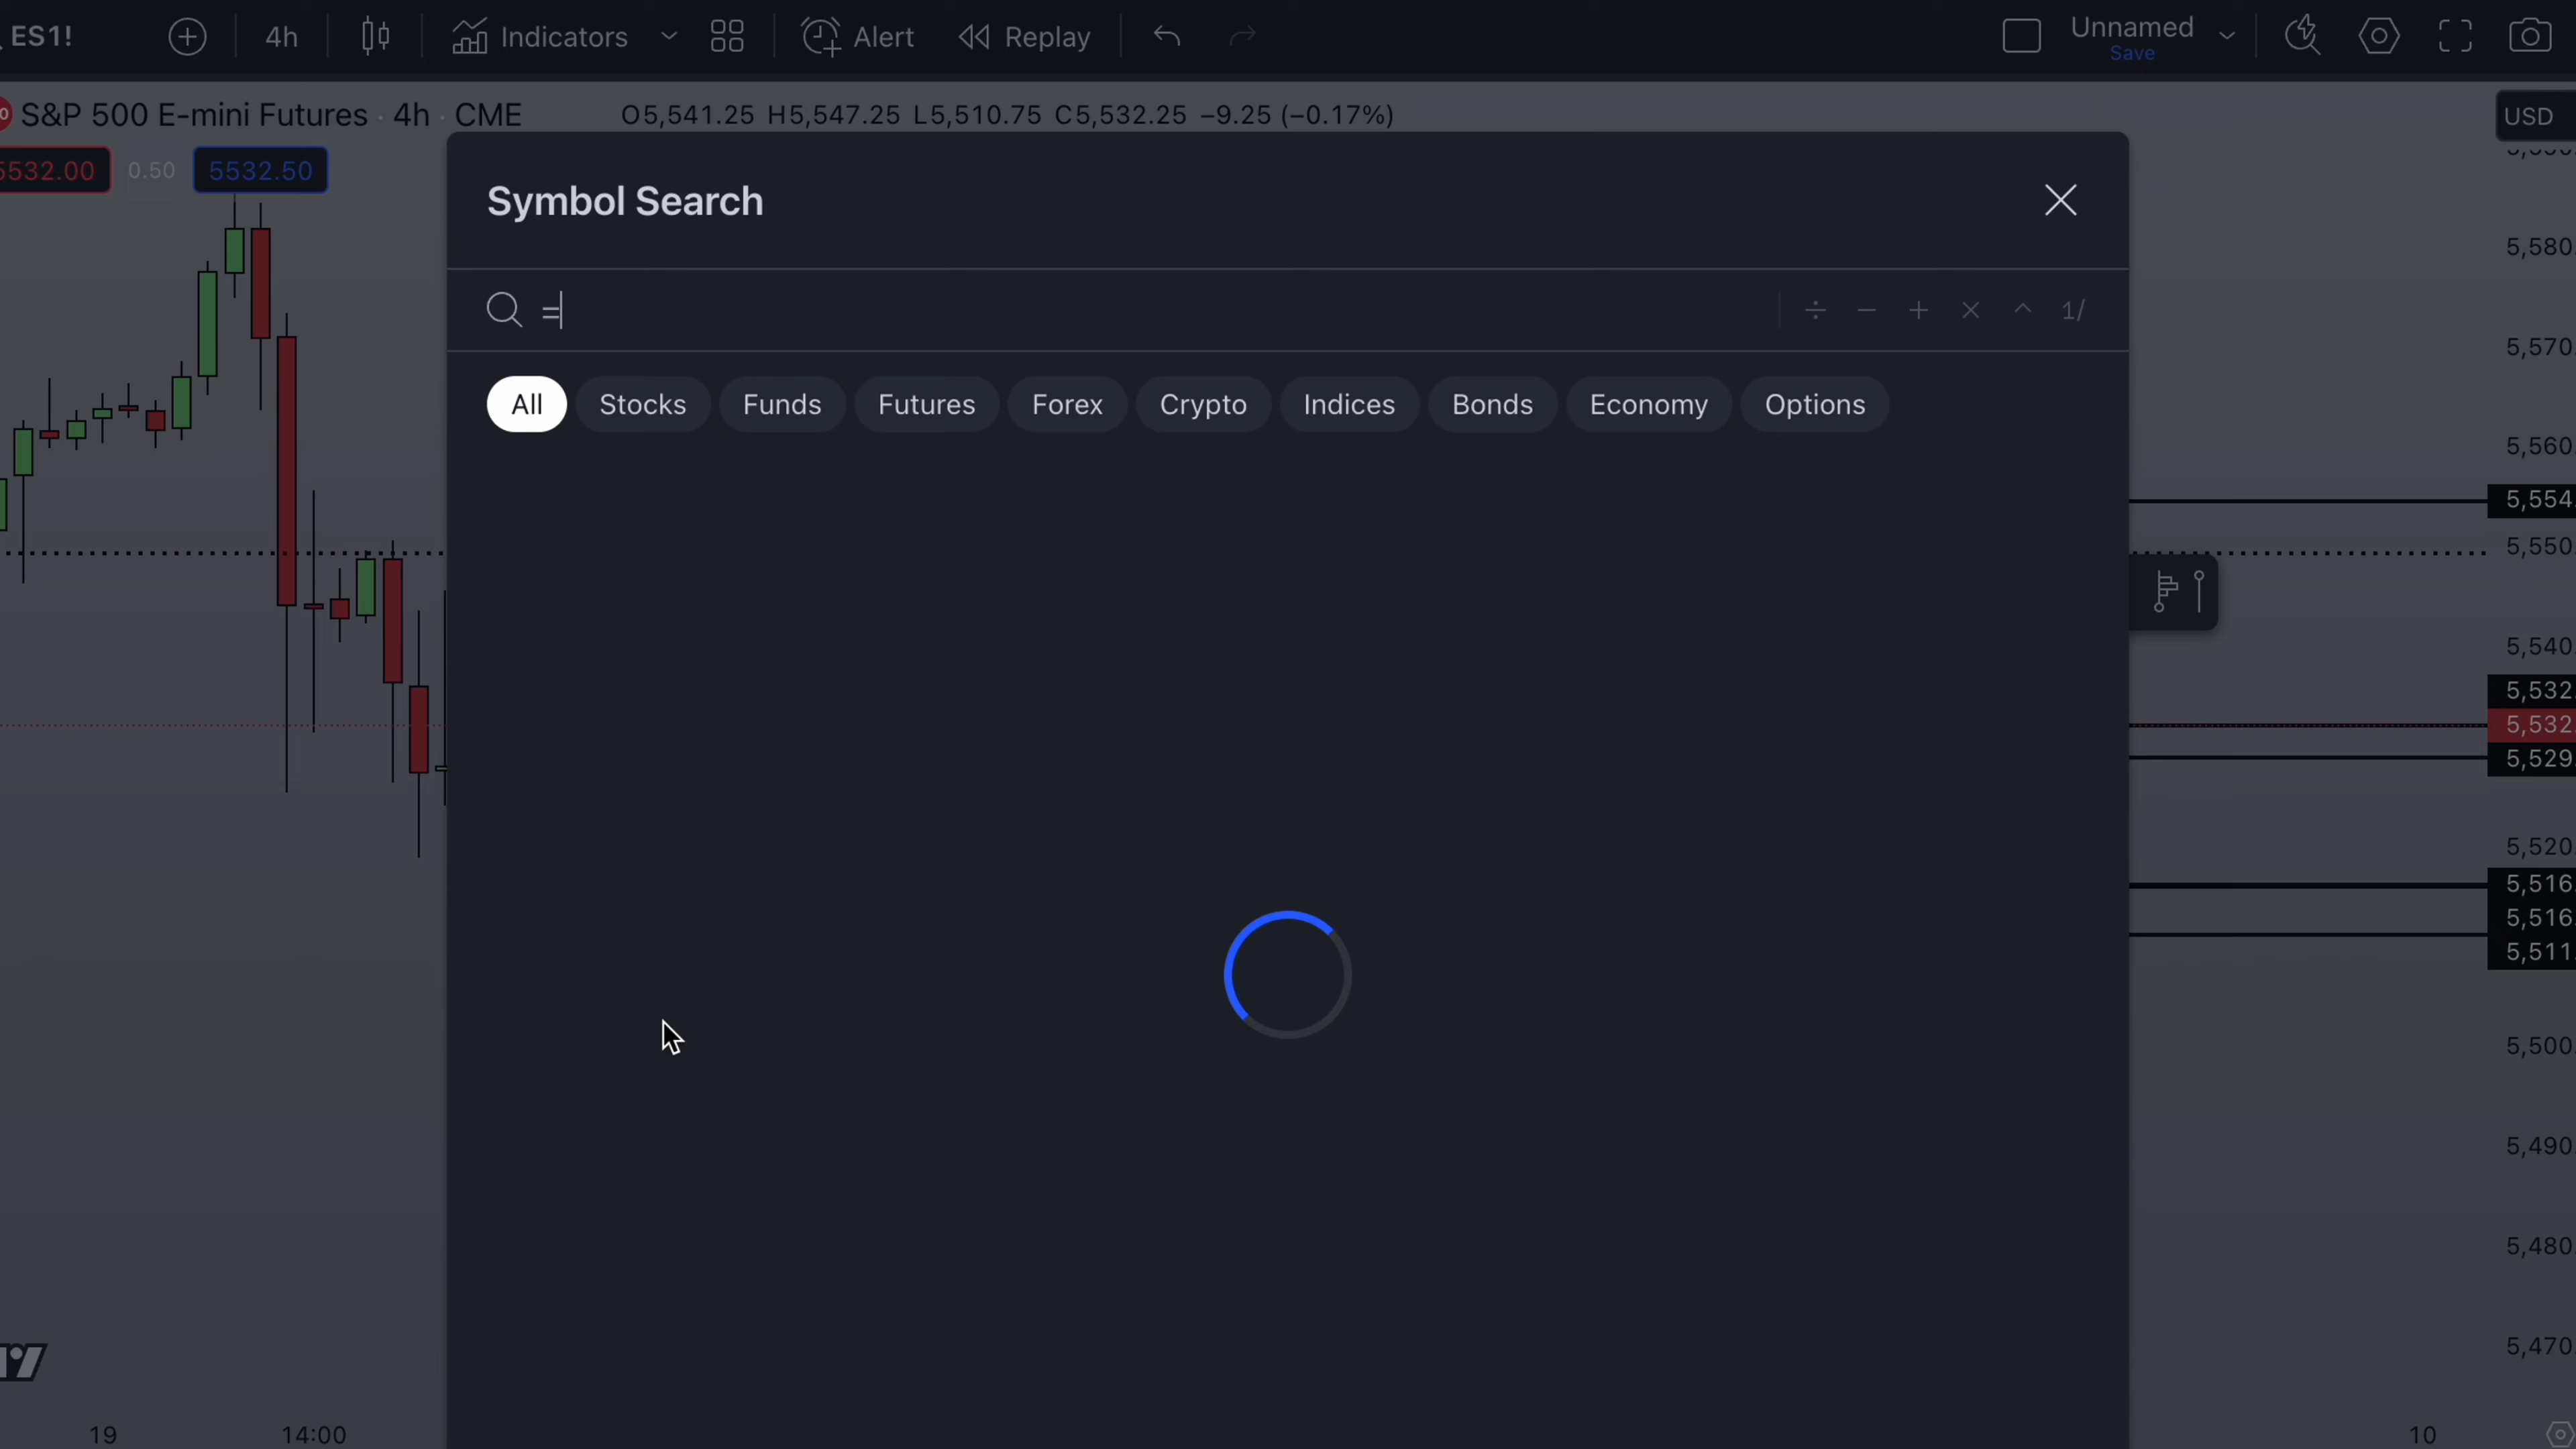 ES1!
4h
Indicators
Alert
Replay
Unnamed
Save
S&P 500 E-mini Futures · 4h · CME
O5,541.25 H5,547.25 L5,510.75 C5,532.25 −9.25 (−0.17%)
USD
5532.00
0.50
5532.50
Symbol Search
=
÷ − + × ^ 1/
All
Stocks
Funds
Futures
Forex
Crypto
Indices
Bonds
Economy
Options
5,580.
5,570.
5,560.
5,554.
5,550.
5,540.
5,532.
5,532.
5,529.
5,520.
5,516.
5,516.
5,511.
5,500.
5,490.
5,480.
5,470.
19
14:00
10